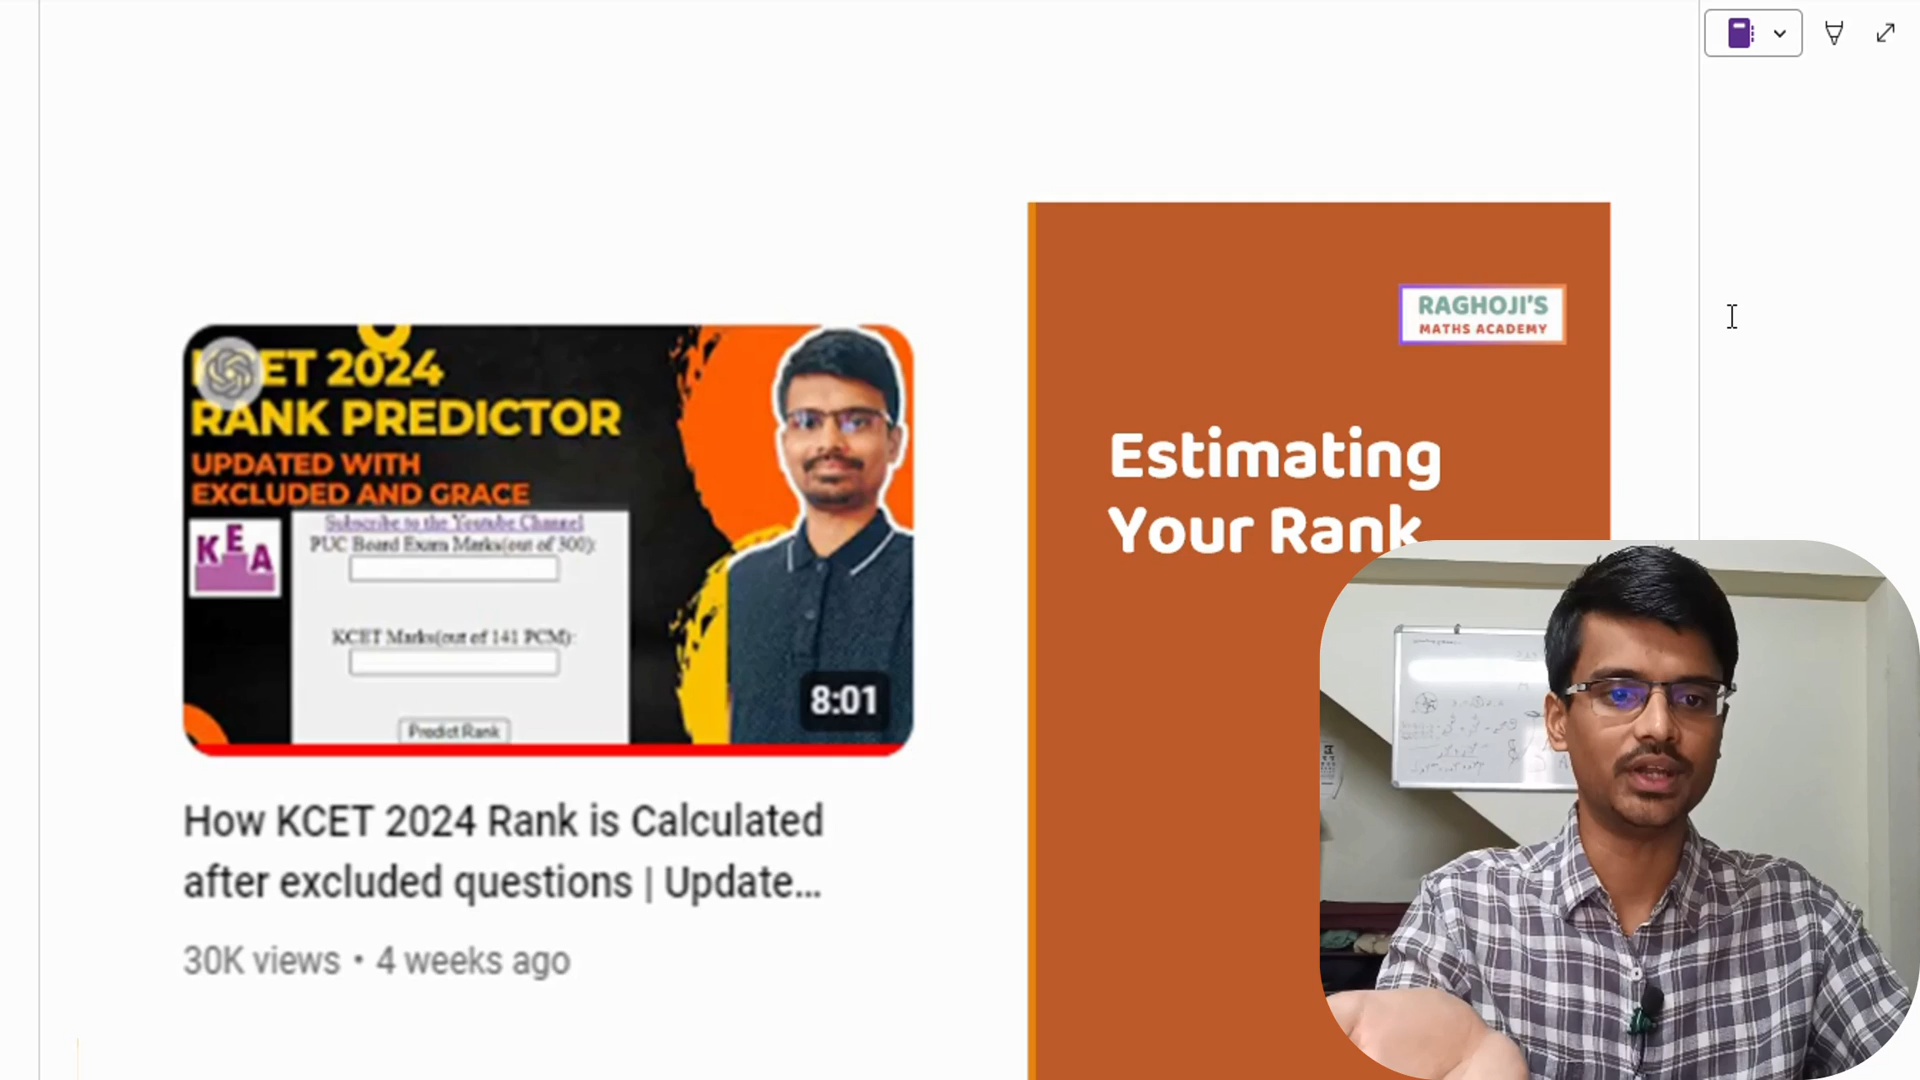 ET 2024
RANK PREDICTOR
UPDATED WITH
EXCLUDED AND GRACE
KEA
Subscribe to the Youtube Channel
PUC Board Exam Marks(out of 300):
KCET Marks(out of 141 PCM):
Predict Rank
8:01
How KCET 2024 Rank is Calculated
after excluded questions | Update...
30K views • 4 weeks ago
RAGHOJI'S
MATHS ACADEMY
Estimating
Your Rank